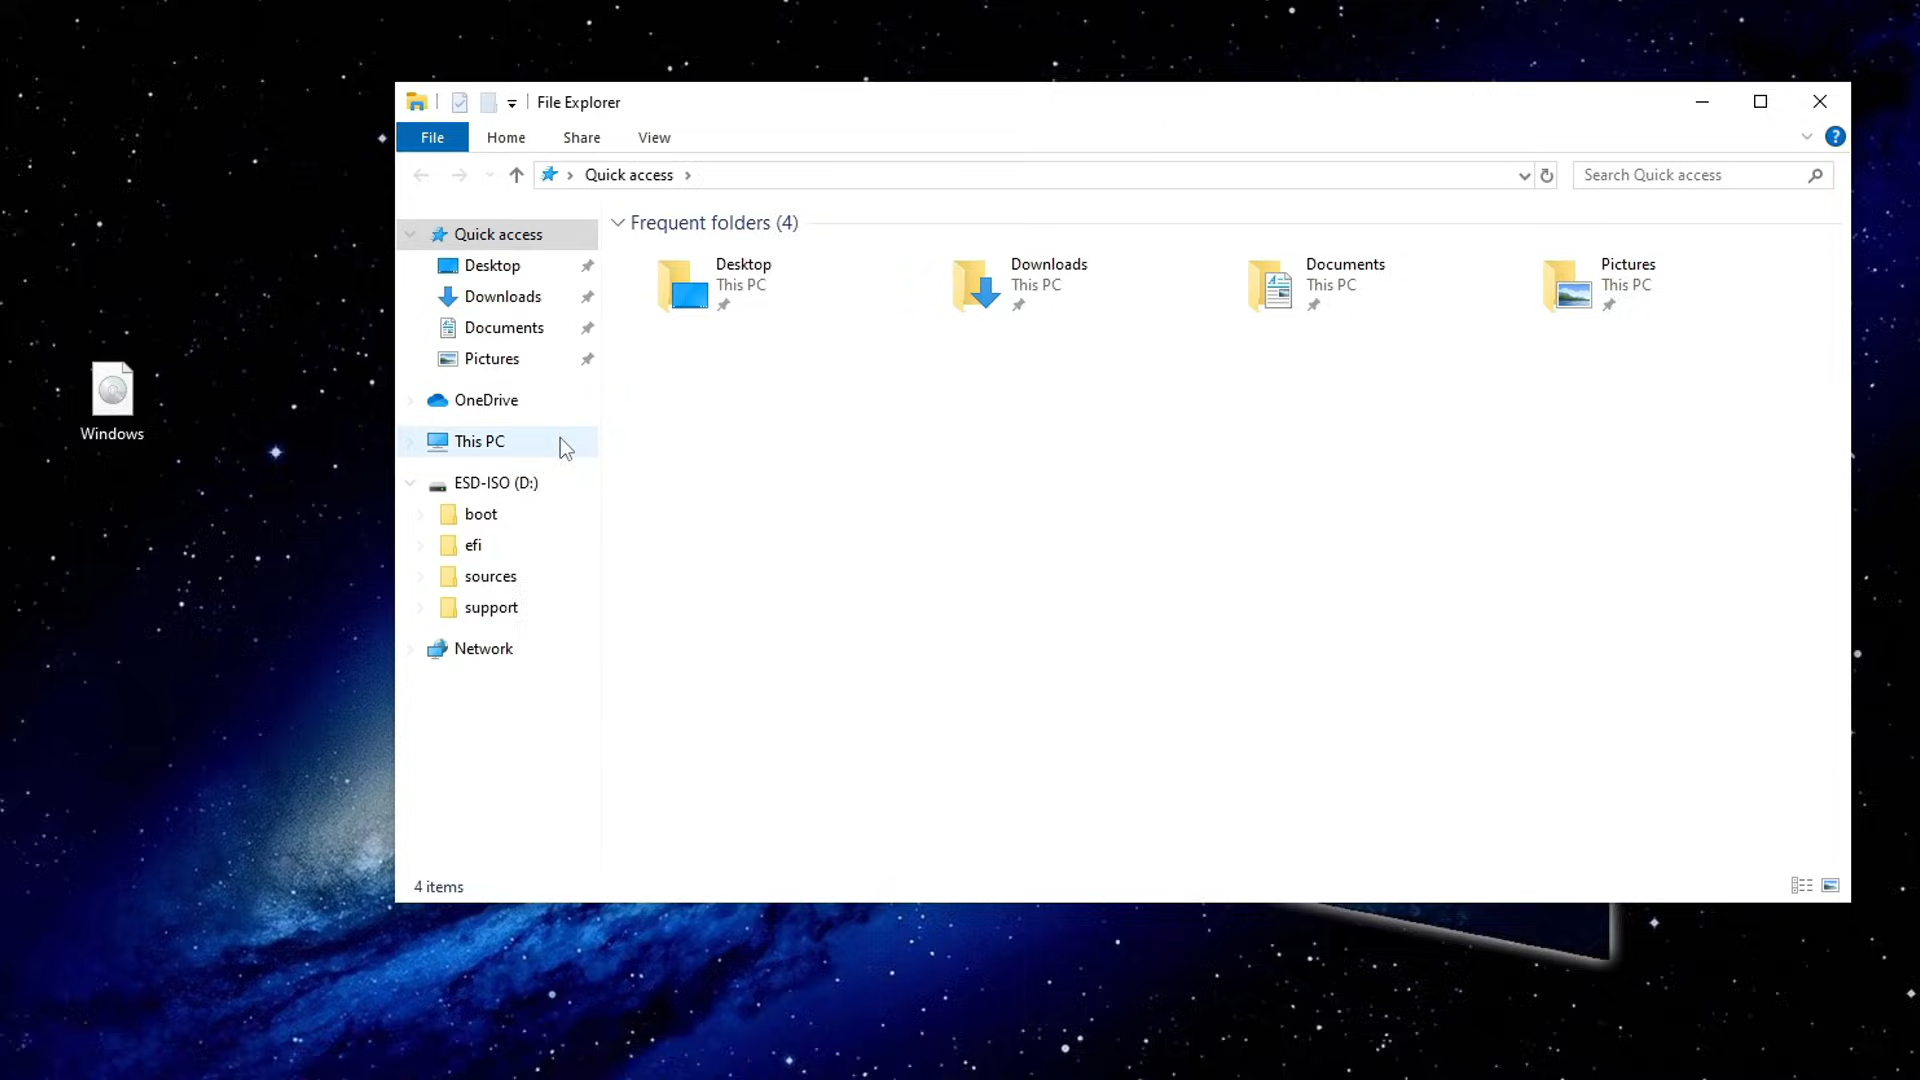 File Explorer
File Home Share View
?
Quick access
Search Quick access
Quick access
Desktop
Downloads
Documents
Pictures
OneDrive
This PC
ESD-ISO (D:)
boot
efi
sources
support
Network
Frequent folders (4)
Desktop
This PC
Downloads
This PC
Documents
This PC
Pictures
This PC
4 items
Windows